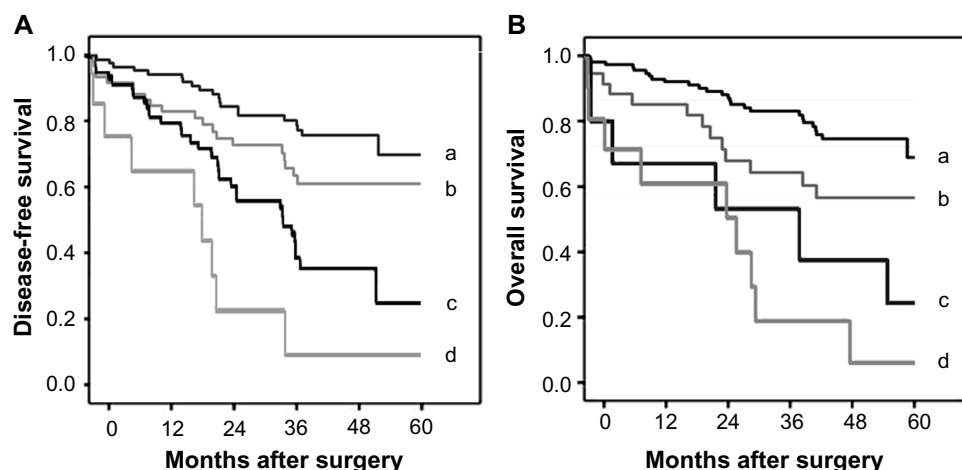 A
Disease-free survival
1.0
0.8
0.6
0.4
0.2
0.0
a
b
c
d
0 12 24 36 48 60
Months after surgery
B
Overall survival
1.0
0.8
0.6
0.4
0.2
0.0
a
b
c
d
0 12 24 36 48 60
Months after surgery